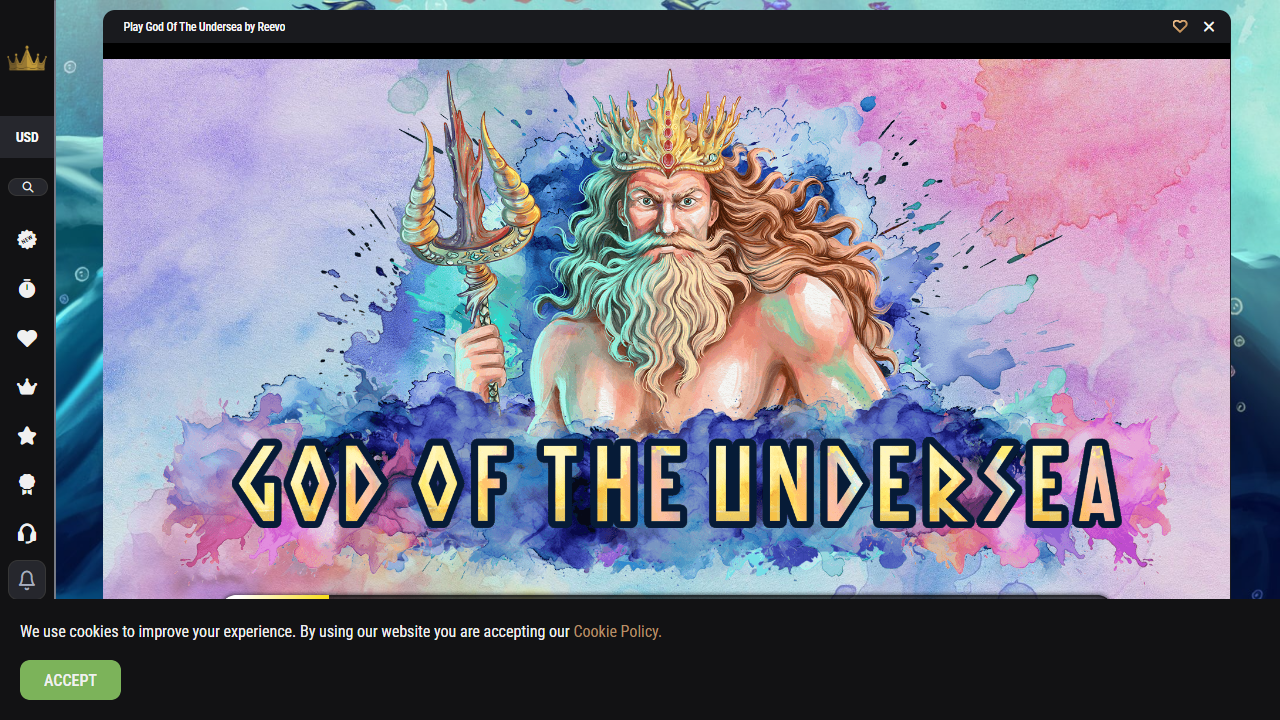 Play God Of The Undersea by Reevo
USD
NEW
GOD OF THE UNDERSEA
We use cookies to improve your experience. By using our website you are accepting our Cookie Policy.
ACCEPT